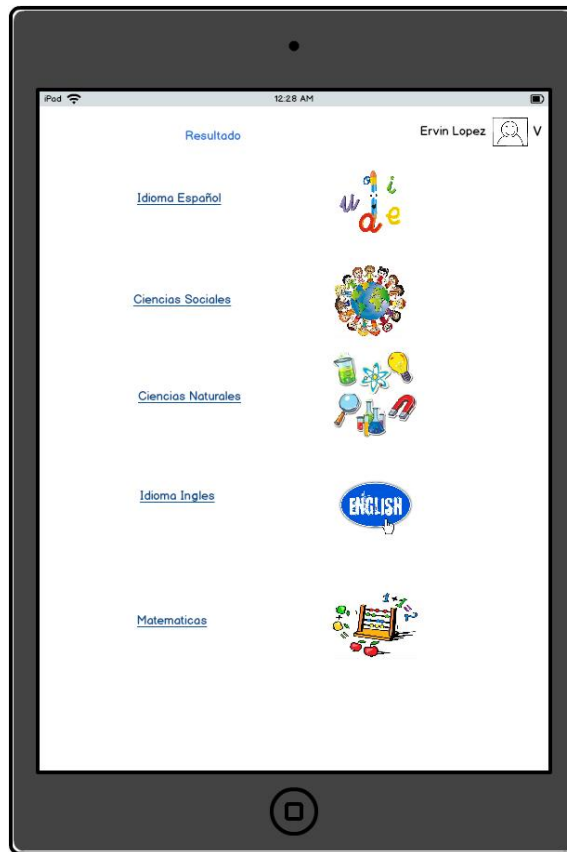 iPad 12:28 AM
Resultado
Ervin Lopez V
Idioma Español
Ciencias Sociales
Ciencias Naturales
Idioma Ingles
ENGLISH
Matematicas